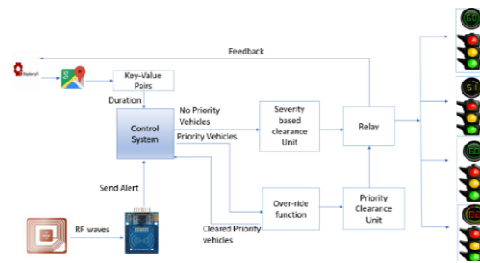 Feedback
Key-Value
Pairs
Duration
No Priority
Vehicles
Severity
based
clearance
Unit
Relay
Control
System
Priority Vehicles
Send Alert
Over-ride
function
Priority
Clearance
Unit
RF waves
Cleared Priority
vehicles